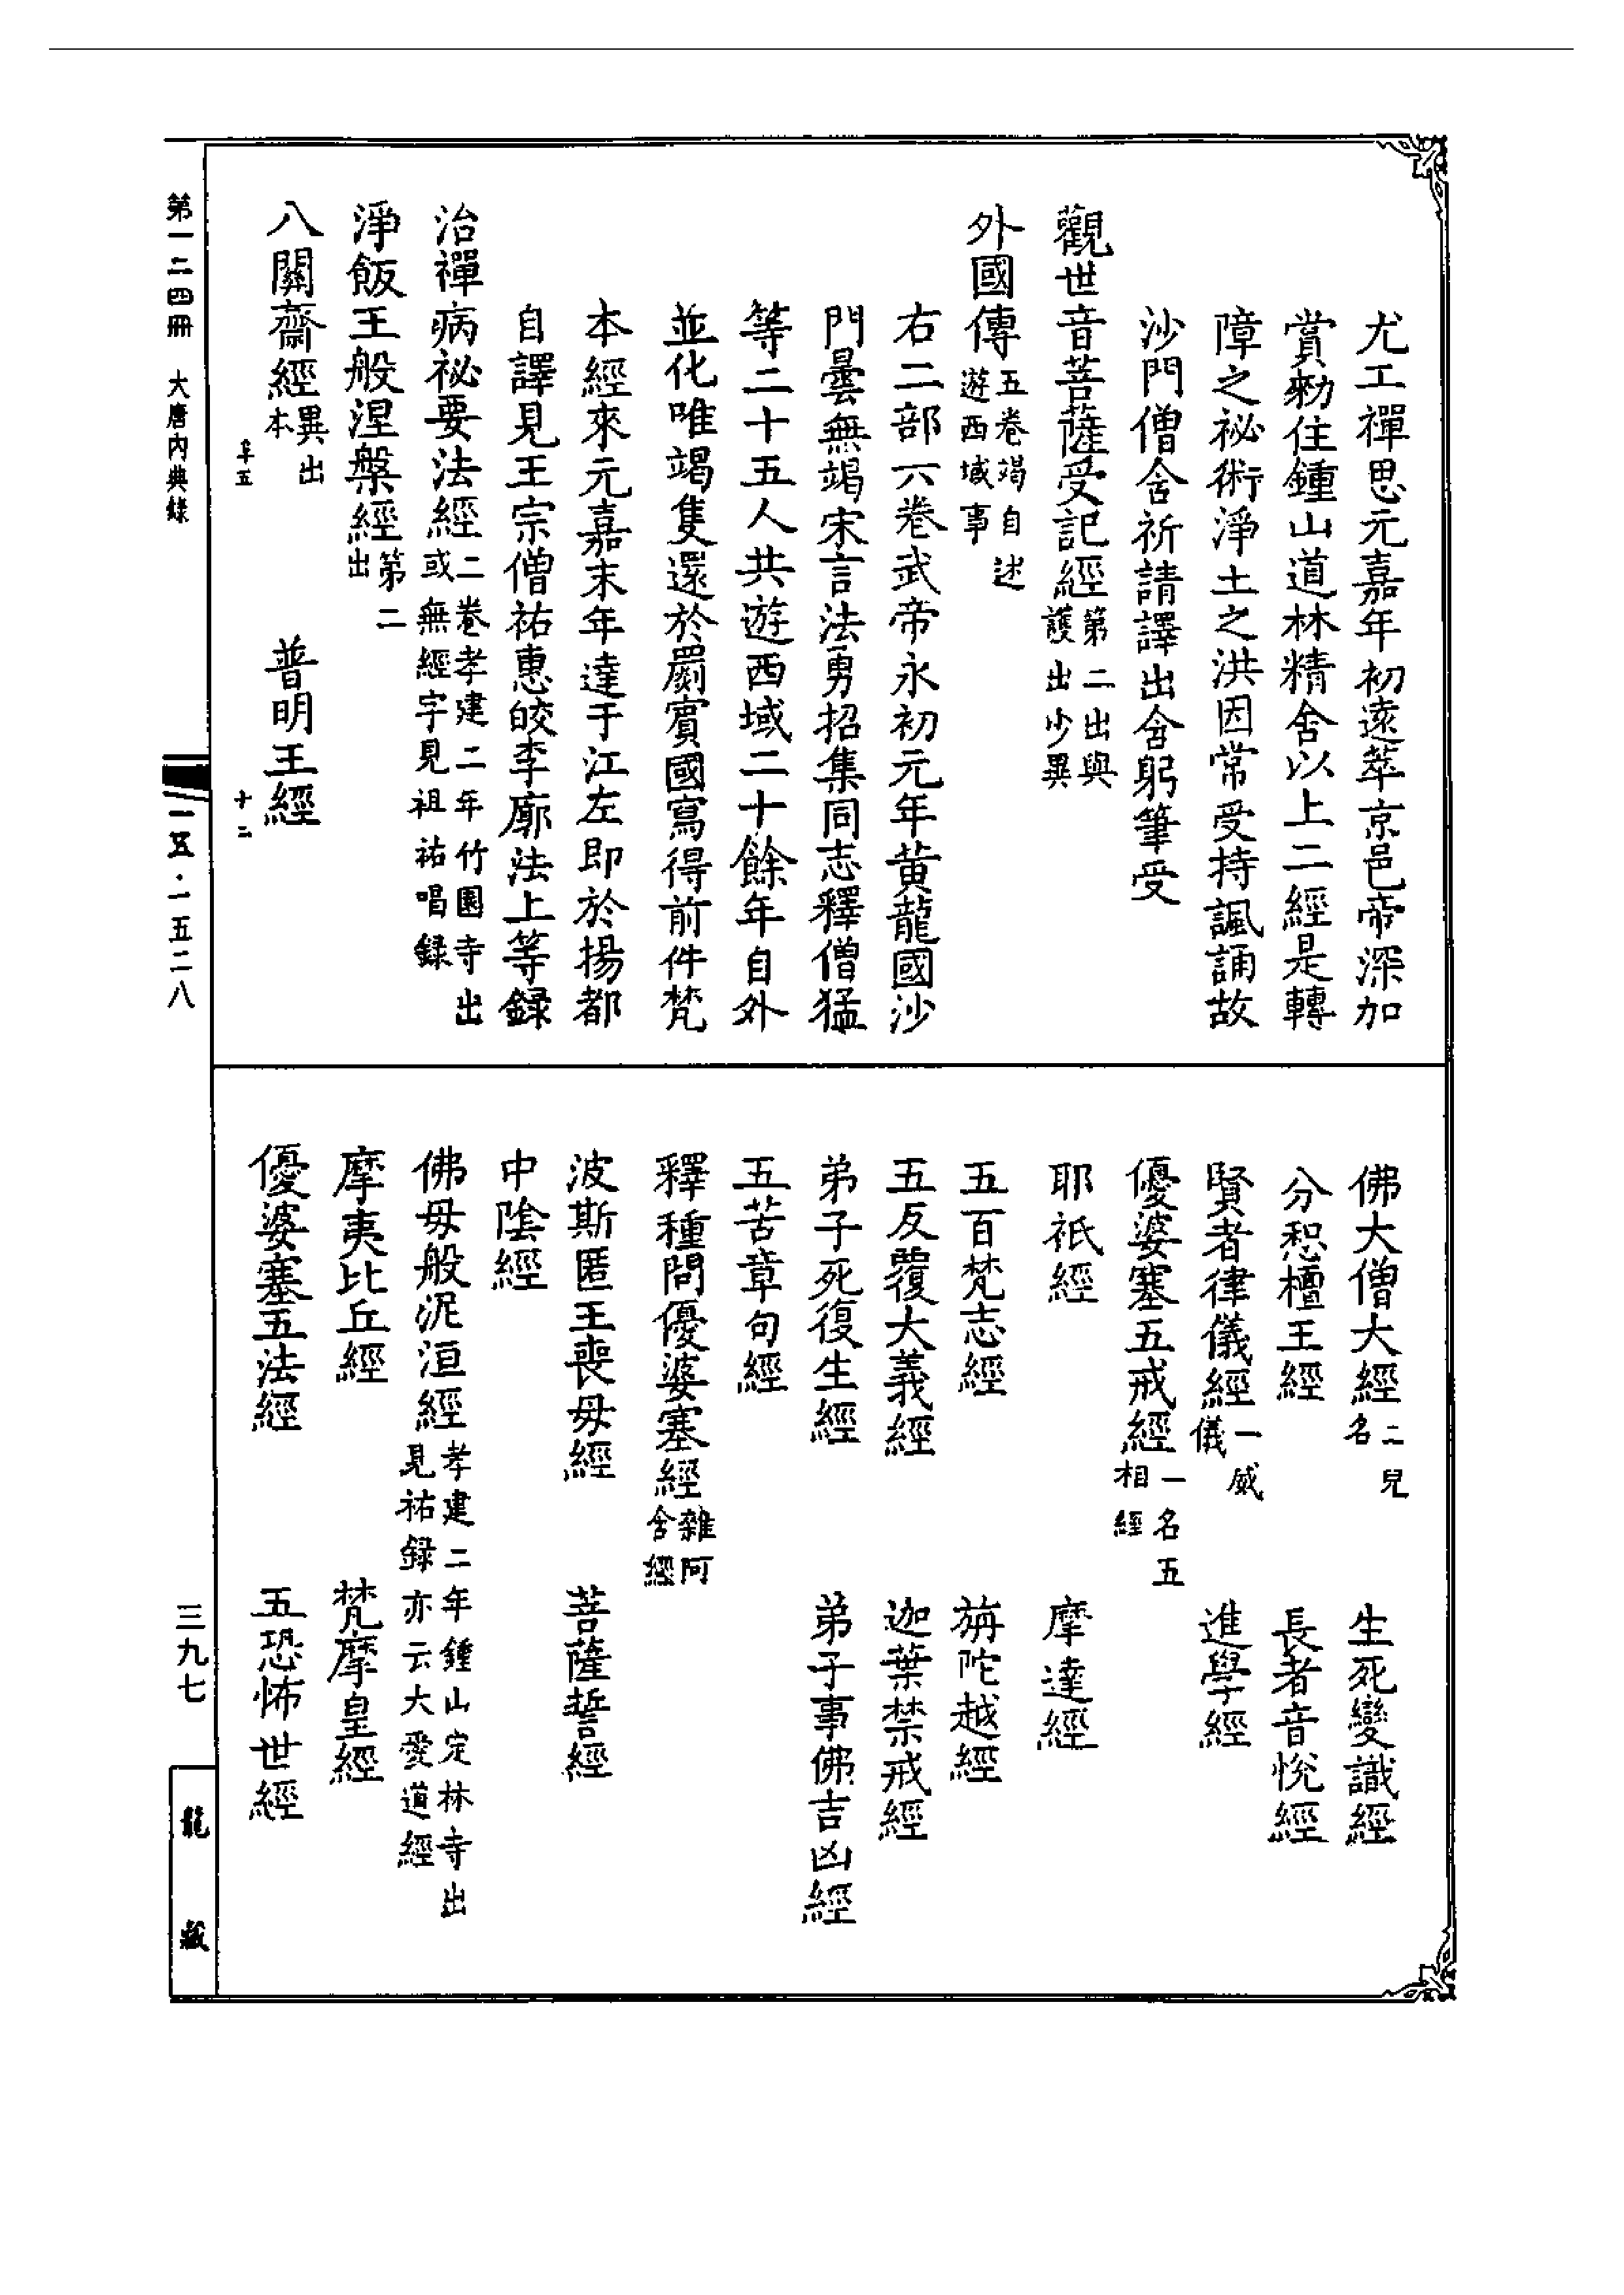 尤工禪思元嘉年初遠萃京邑帝深加
賞勑住鍾山道林精舍以上二經是轉
障之祕術淨土之洪因常受持諷誦故
沙門僧含祈請譯出含躬筆受
觀世音菩薩受記經第二出與護出少異
外國傳五卷竭自述遊西域事
右二部六卷武帝永初元年黃龍國沙
門曇無竭宋言法勇招集同志釋僧猛
等二十五人共遊西域二十餘年自外
並化唯竭隻還於罽賓國寫得前件梵
本經來元嘉末年達于江左即於揚都
自譯見王宗僧祐惠皎李廓法上等録
治禪病祕要法經二卷孝建二年竹園寺出或無經字見祖祐唱録
淨飯王般涅槃經第二出
八關齋經異出本 普明王經
佛大僧大經二兒名 生死變識經
分惒檀王經 長者音悅經
賢者律儀經一威儀 進學經
優婆塞五戒經一名五相經
耶祇經 摩達經
五百梵志經 旃陀越經
五反覆大義經 迦葉禁戒經
弟子死復生經 弟子事佛吉凶經
五苦章句經
釋種問優婆塞經雜阿含經
波斯匿王喪母經 菩薩誓經
中陰經
佛母般泥洹經孝建二年鍾山定林寺出見祐録亦云大愛道經
摩夷比丘經 梵摩皇經
優婆塞五法經 五恐怖世經
第一二四冊 大唐內典錄
一五·一五二八
三九七
龍藏
十二